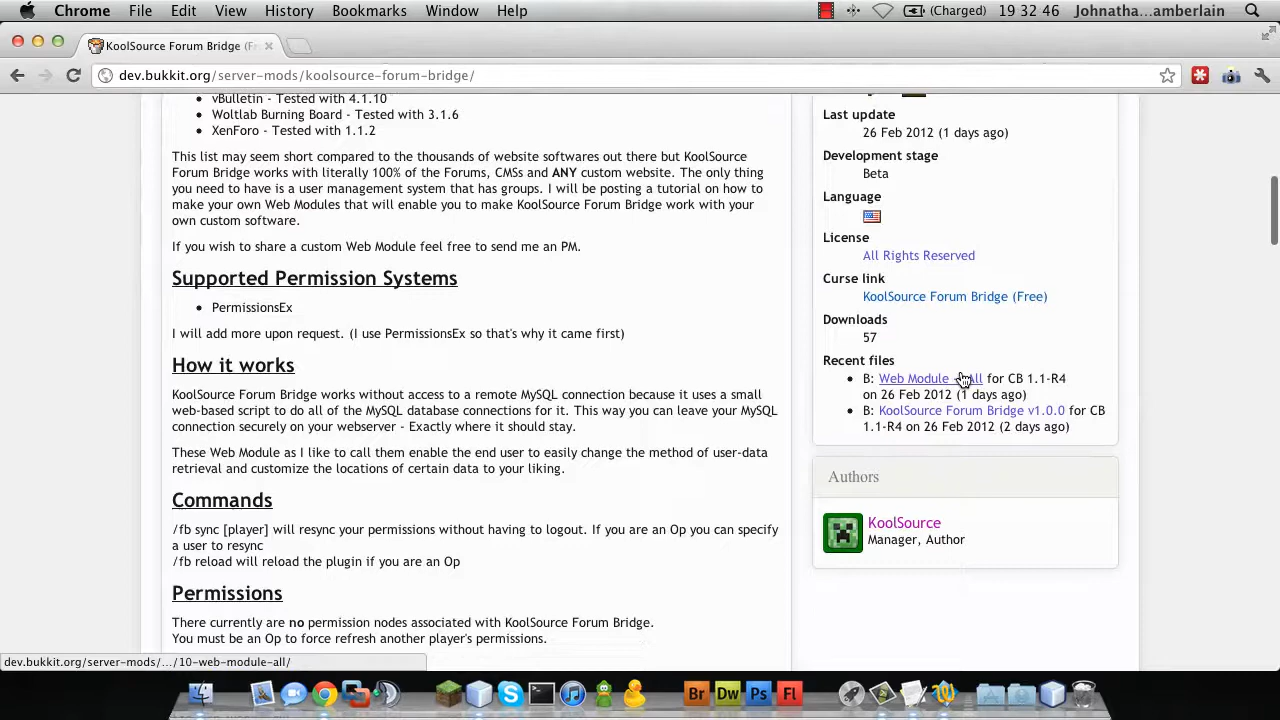 Chrome File Edit View History Bookmarks Window Help (Charged) 19 32 46 Johnatha...amberlain
KoolSource Forum Bridge (Fr
dev.bukkit.org/server-mods/koolsource-forum-bridge/
vBulletin - Tested with 4.1.10
Woltlab Burning Board - Tested with 3.1.6
XenForo - Tested with 1.1.2
This list may seem short compared to the thousands of website softwares out there but KoolSource
Forum Bridge works with literally 100% of the Forums, CMSs and ANY custom website. The only thing
you need to have is a user management system that has groups. I will be posting a tutorial on how to
make your own Web Modules that will enable you to make KoolSource Forum Bridge work with your
own custom software.
If you wish to share a custom Web Module feel free to send me an PM.
Supported Permission Systems
PermissionsEx
I will add more upon request. (I use PermissionsEx so that's why it came first)
How it works
KoolSource Forum Bridge works without access to a remote MySQL connection because it uses a small
web-based script to do all of the MySQL database connections for it. This way you can leave your MySQL
connection securely on your webserver - Exactly where it should stay.
These Web Module as I like to call them enable the end user to easily change the method of user-data
retrieval and customize the locations of certain data to your liking.
Commands
/fb sync [player] will resync your permissions without having to logout. If you are an Op you can specify
a user to resync
/fb reload will reload the plugin if you are an Op
Permissions
There currently are no permission nodes associated with KoolSource Forum Bridge.
You must be an Op to force refresh another player's permissions.
Last update
26 Feb 2012 (1 days ago)
Development stage
Beta
Language
License
All Rights Reserved
Curse link
KoolSource Forum Bridge (Free)
Downloads
57
Recent files
B: Web Module - All for CB 1.1-R4
on 26 Feb 2012 (1 days ago)
B: KoolSource Forum Bridge v1.0.0 for CB
1.1-R4 on 26 Feb 2012 (2 days ago)
Authors
KoolSource
Manager, Author
dev.bukkit.org/server-mods/.../10-web-module-all/
Br Dw Ps Fl